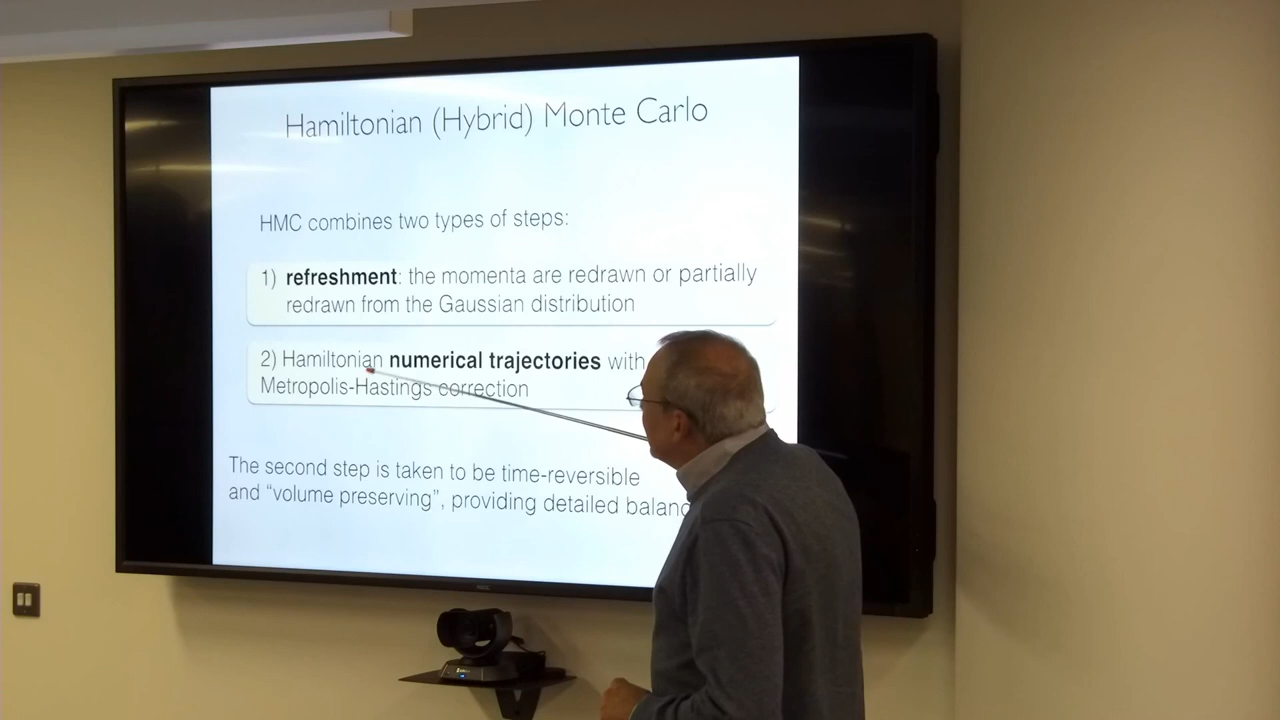 Hamiltonian (Hybrid) Monte Carlo
HMC combines two types of steps:
1) refreshment: the momenta are redrawn or partially
redrawn from the Gaussian distribution
2) Hamiltonian numerical trajectories with
Metropolis-Hastings correction
The second step is taken to be time-reversible
and “volume preserving”, providing detailed balanc